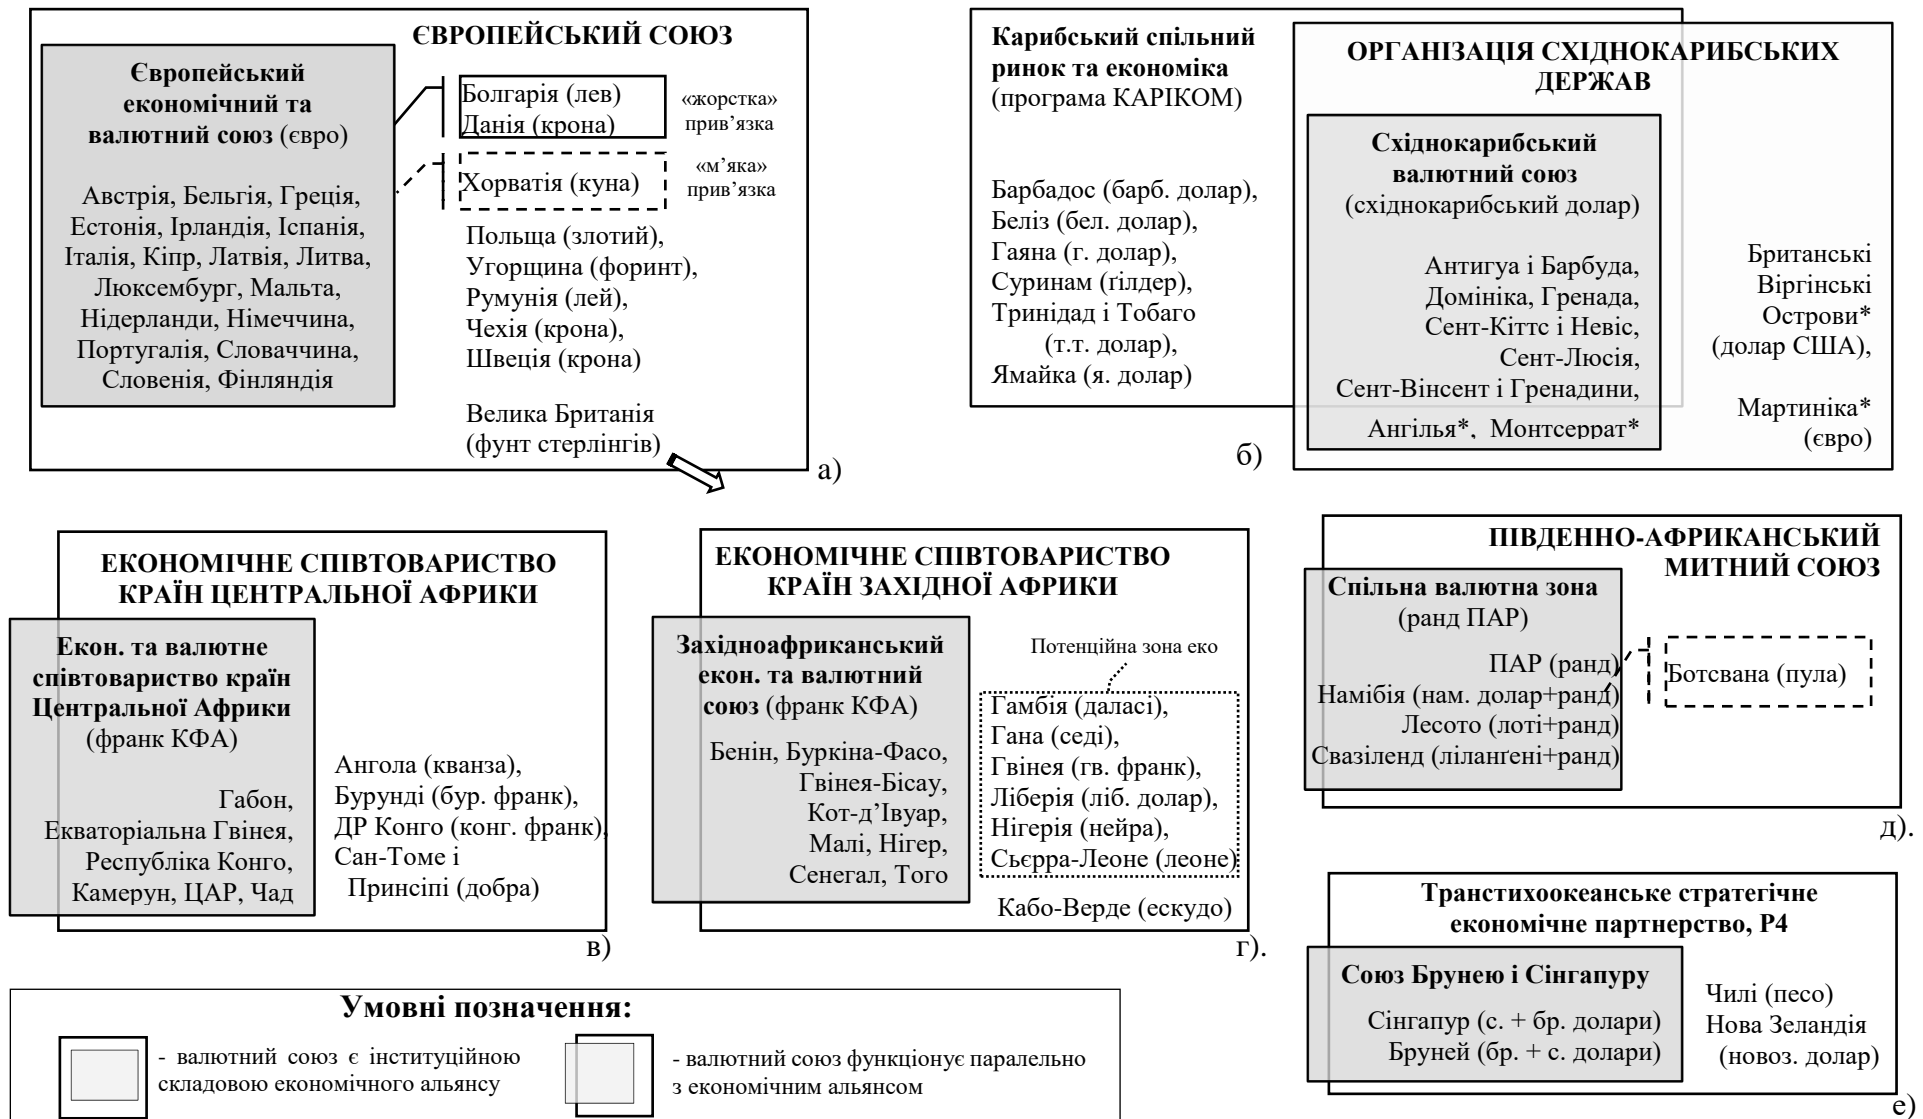 ЄВРОПЕЙСЬКИЙ СОЮЗ
Європейський
економічний та
валютний союз (євро)
Австрія, Бельгія, Греція,
Естонія, Ірландія, Іспанія,
Італія, Кіпр, Латвія, Литва,
Люксембург, Мальта,
Нідерланди, Німеччина,
Португалія, Словаччина,
Словенія, Фінляндія
Болгарія (лев)
Данія (крона)
«жорстка»
прив’язка
Хорватія (куна)
«м’яка»
прив’язка
Польща (злотий),
Угорщина (форинт),
Румунія (лей),
Чехія (крона),
Швеція (крона)
Велика Британія
(фунт стерлінгів)
а)
Карибський спільний
ринок та економіка
(програма КАРІКОМ)
Барбадос (барб. долар),
Беліз (бел. долар),
Гаяна (г. долар),
Суринам (ґілдер),
Тринідад і Тобаго
(т.т. долар),
Ямайка (я. долар)
ОРГАНІЗАЦІЯ СХІДНОКАРИБСЬКИХ
ДЕРЖАВ
Східнокарибський
валютний союз
(східнокарибський долар)
Антигуа і Барбуда,
Домініка, Гренада,
Сент-Кіттс і Невіс,
Сент-Люсія,
Сент-Вінсент і Гренадини,
Ангілья*, Монтсеррат*
Британські
Віргінські
Острови*
(долар США),
Мартиніка*
(євро)
б)
ЕКОНОМІЧНЕ СПІВТОВАРИСТВО
КРАЇН ЦЕНТРАЛЬНОЇ АФРИКИ
Екон. та валютне
співтовариство країн
Центральної Африки
(франк КФА)
Габон,
Екваторіальна Гвінея,
Республіка Конго,
Камерун, ЦАР, Чад
Ангола (кванза),
Бурунді (бур. франк),
ДР Конго (конг. франк),
Сан-Томе і
Принсіпі (добра)
в)
ЕКОНОМІЧНЕ СПІВТОВАРИСТВО
КРАЇН ЗАХІДНОЇ АФРИКИ
Західноафриканський
екон. та валютний
союз (франк КФА)
Бенін, Буркіна-Фасо,
Гвінея-Бісау,
Кот-д’Івуар,
Малі, Нігер,
Сенегал, Того
Потенційна зона еко
Гамбія (даласі),
Гана (седі),
Гвінея (гв. франк),
Ліберія (ліб. долар),
Нігерія (нейра),
Сьєрра-Леоне (леоне)
Кабо-Верде (ескудо)
г).
ПІВДЕННО-АФРИКАНСЬКИЙ
МИТНИЙ СОЮЗ
Спільна валютна зона
(ранд ПАР)
ПАР (ранд)
Намібія (нам. долар+ранд)
Лесото (лоті+ранд)
Свазіленд (ліланґені+ранд)
Ботсвана (пула)
д).
Транстихоокеанське стратегічне
економічне партнерство, Р4
Союз Брунею і Сінгапуру
Сінгапур (с. + бр. долари)
Бруней (бр. + с. долари)
Чилі (песо)
Нова Зеландія
(новоз. долар)
е)
Умовні позначення:
- валютний союз є інституційною
складовою економічного альянсу
- валютний союз функціонує паралельно
з економічним альянсом